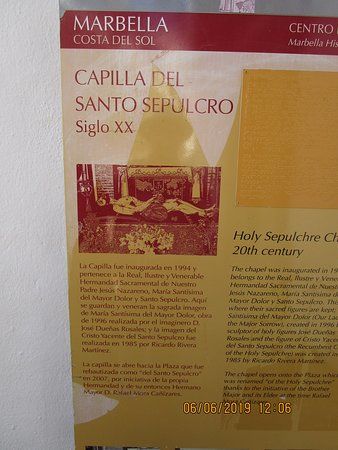 MARBELLA
COSTA DEL SOL
CENTRO
Marbella His
CAPILLA DEL
SANTO SEPULCRO
Siglo XX
La Capilla fue inaugurada en 1994 y
pertenece a la Real, Ilustre y Venerable
Hermandad Sacramental de Nuestro
Padre Jesús Nazareno, María Santísima
del Mayor Dolor y Santo Sepulcro. Aquí
se guardan y veneran la sagrada imagen
de María Santísima del Mayor Dolor, obra
de 1996 realizada por el imaginero D.
José Dueñas Rosales; y la imagen del
Cristo Yacente del Santo Sepulcro fue
realizada en 1985 por Ricardo Rivera
Martínez.
La capilla se abre hacia la Plaza que fue
rebautizada como "del Santo Sepulcro"
en 2007, por iniciativa de la propia
Hermandad y de su entonces Hermano
Mayor D. Rafael Mora Cañizares.
Holy Sepulchre Ch
20th century
The chapel was inaugurated in 19
belongs to the Real, Ilustre y Vene
Hermandad Sacramental de Nuestr
Jesús Nazareno, María Santísima d
Mayor Dolor y Santo Sepulcro. Th
where their sacred figures are kept:
Santísima del Mayor Dolor (Our La
the Major Sorrow), created in 1996 b
sculptor of holy figures José Dueña
Rosales and the figure of Cristo Yace
del Santo Sepulcro (the Recumbent C
of the Holy Sepulchre) was created in
1985 by Ricardo Rivera Martínez.
The chapel opens onto the Plaza whic
was renamed "of the Holy Sepulchre"
thanks to the initiative of the Brother
Mayor and its Elder at the time Rafael
06/06/2019 12:06